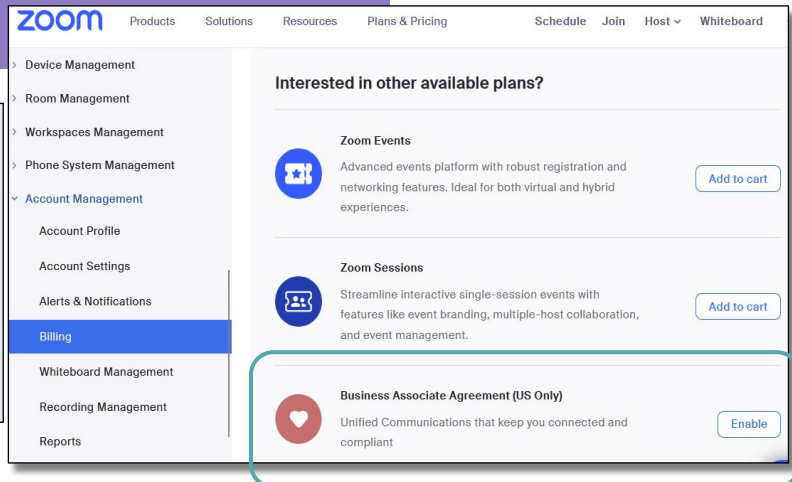 zoom Products Solutions Resources Plans & Pricing Schedule Join Host Whiteboard
Device Management
Room Management
Workspaces Management
Phone System Management
Account Management
Account Profile
Account Settings
Alerts & Notifications
Billing
Whiteboard Management
Recording Management
Reports
Interested in other available plans?
Zoom Events
Advanced events platform with robust registration and
networking features. Ideal for both virtual and hybrid
experiences.
Add to cart
Zoom Sessions
Streamline interactive single-session events with
features like event branding, multiple-host collaboration,
and event management.
Add to cart
Business Associate Agreement (US Only)
Unified Communications that keep you connected and
compliant
Enable